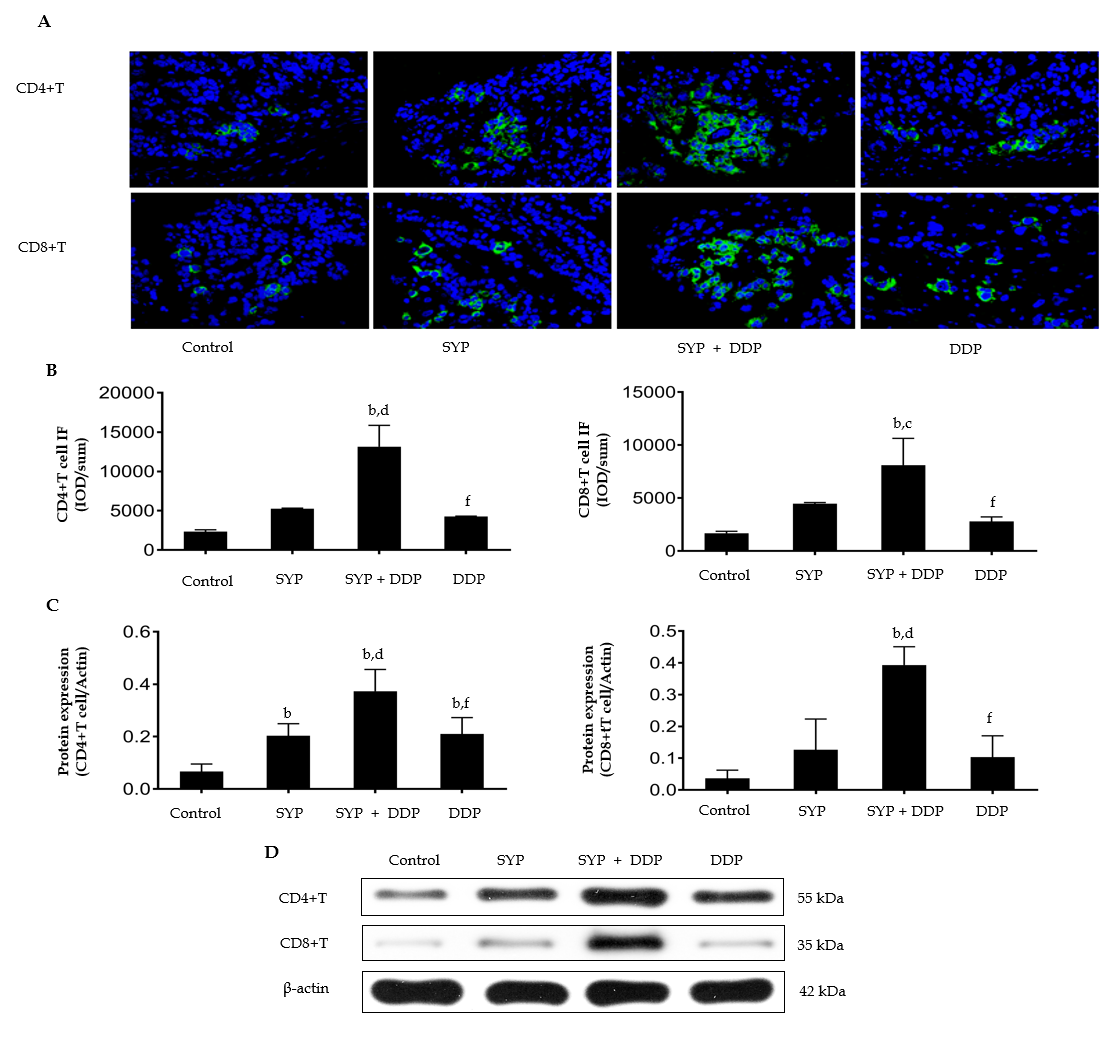 A
CD4+T
CD8+T
Control SYP SYP + DDP DDP
B
CD4+T cell IF
(IOD/sum)
20000
15000
10000
5000
0
b,d
f
Control SYP SYP + DDP DDP
CD8+T cell IF
(IOD/sum)
15000
10000
5000
0
b,c
f
Control SYP SYP + DDP DDP
C
Protein expression
(CD4+T cell/Actin)
0.6
0.4
0.2
0.0
b
b,d
b,f
Control SYP SYP + DDP DDP
Protein expression
(CD8+tT cell/Actin)
0.5
0.4
0.3
0.2
0.1
0.0
b,d
f
Control SYP SYP + DDP DDP
D
Control SYP SYP + DDP DDP
CD4+T 55 kDa
CD8+T 35 kDa
β-actin 42 kDa